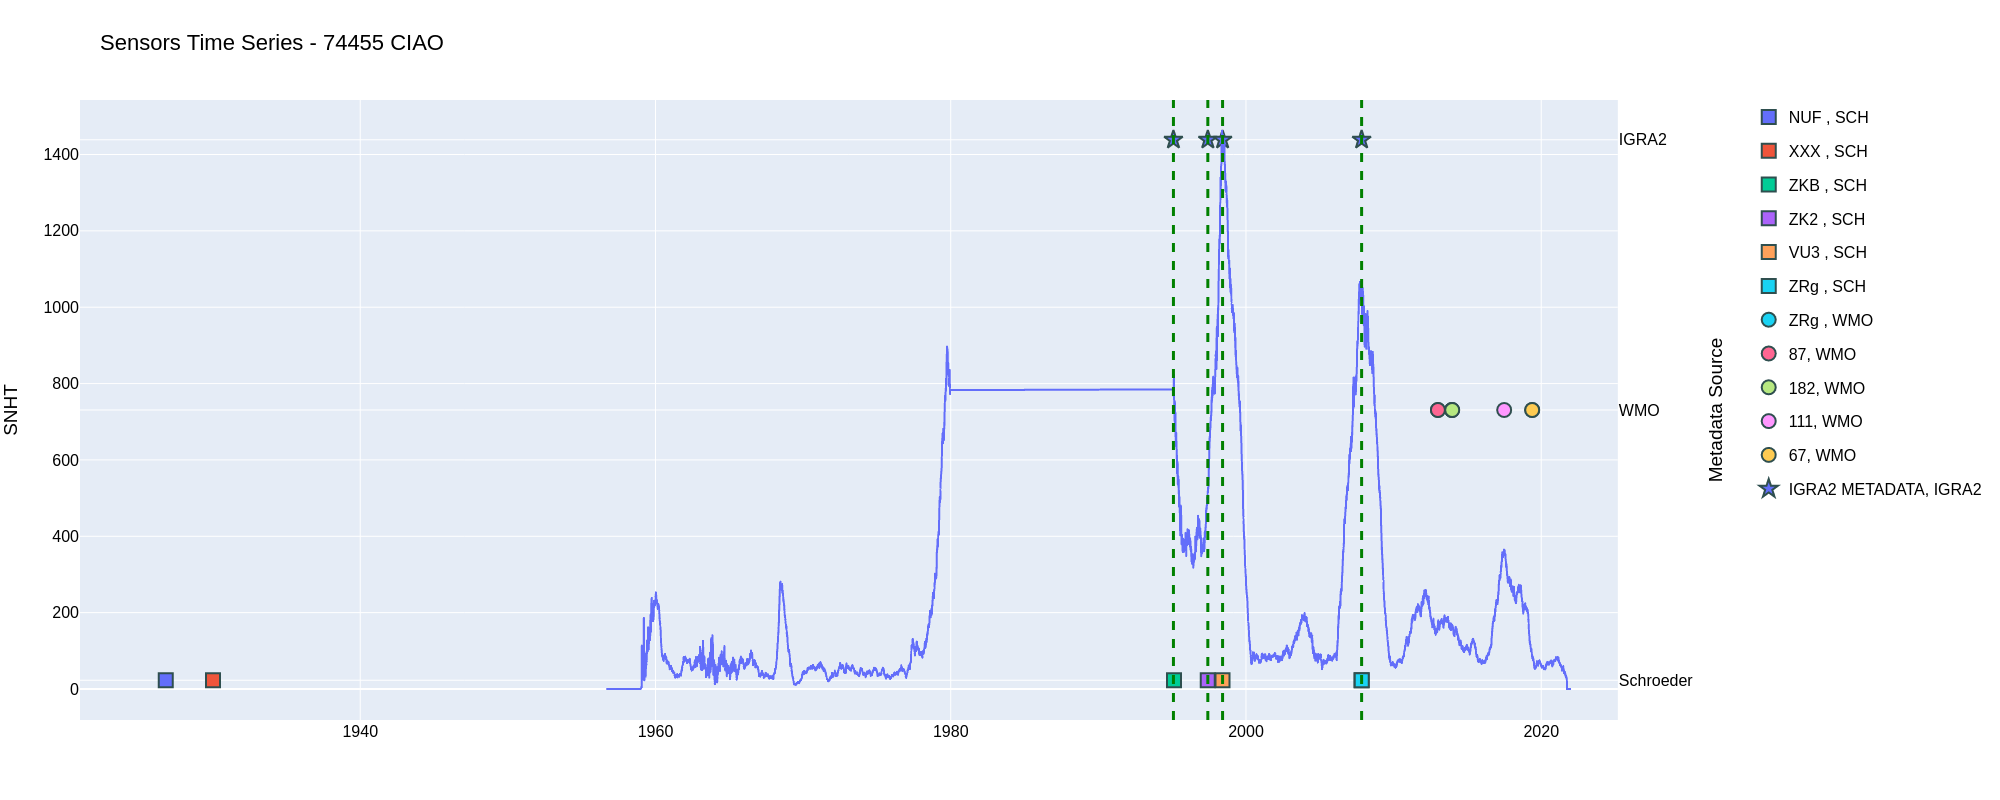 Sensors Time Series - 74455 CIAO
SNHT
1400
1200
1000
800
600
400
200
0
1940
1960
1980
2000
2020
IGRA2
WMO
Schroeder
Metadata Source
NUF , SCH
XXX , SCH
ZKB , SCH
ZK2 , SCH
VU3 , SCH
ZRg , SCH
ZRg , WMO
87, WMO
182, WMO
111, WMO
67, WMO
IGRA2 METADATA, IGRA2